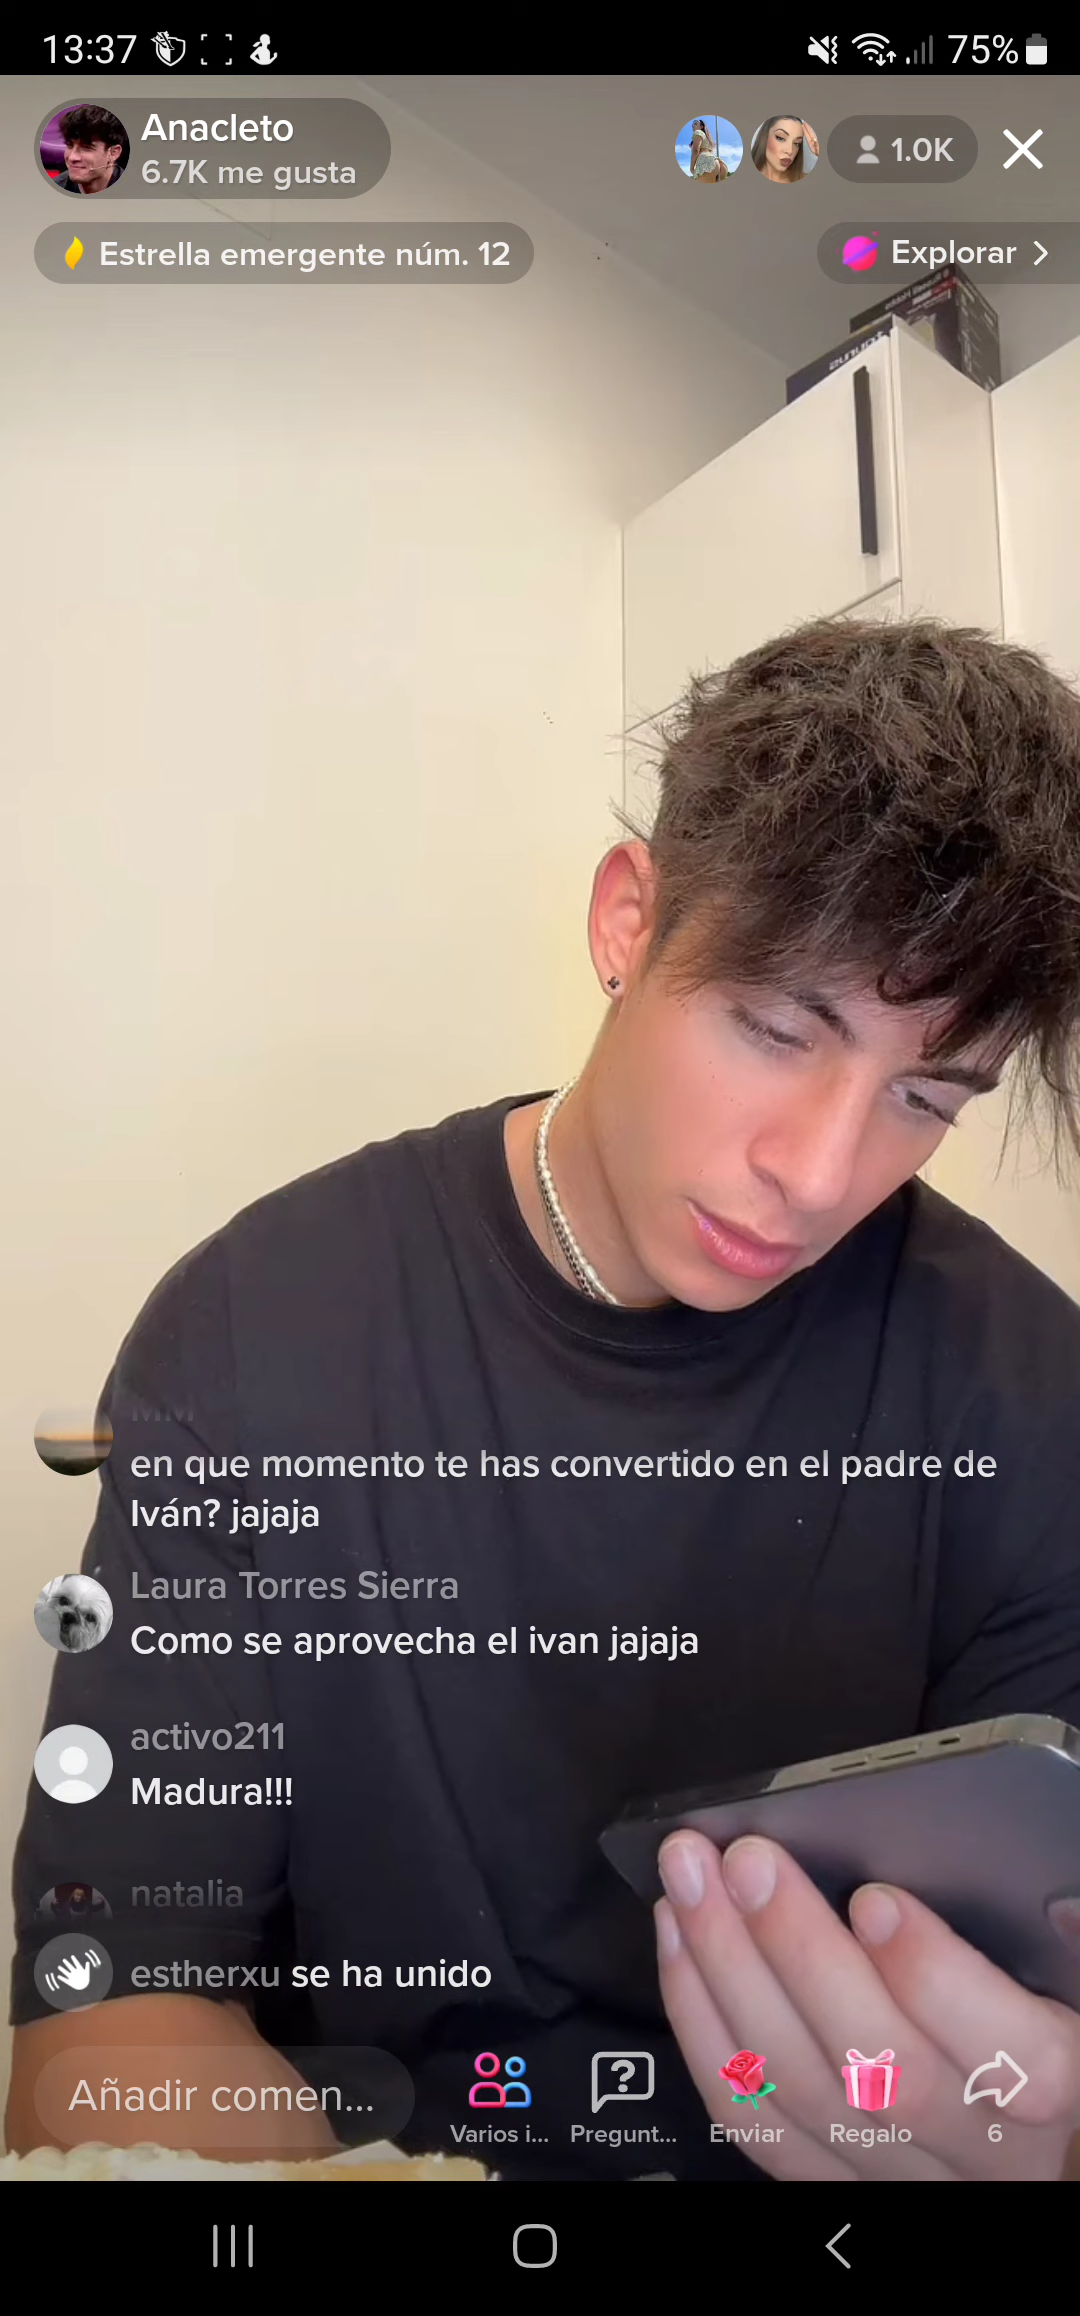 13:37
75%
Anacleto
6.7K me gusta
1.0K
Estrella emergente núm. 12
Explorar
MM
en que momento te has convertido en el padre de
Iván? jajaja
Laura Torres Sierra
Como se aprovecha el ivan jajaja
activo211
Madura!!!
natalia
estherxu se ha unido
Añadir comen...
Varios i...
Pregunt...
Enviar
Regalo
6